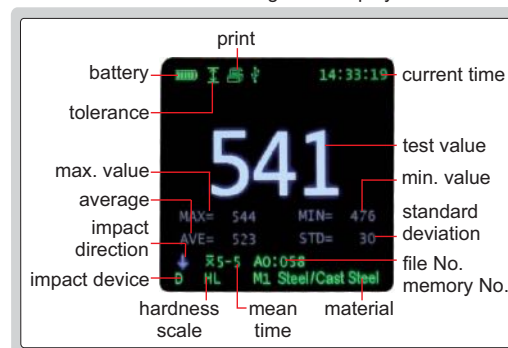 print
battery
14:33:19
current time
tolerance
541
test value
max. value
min. value
average
MAX= 544 MIN= 476
standard
deviation
impact
direction
AVE= 523 STD= 30
x̄5-5 A0:058
file No.
memory No.
impact device
D HL M1 Steel/Cast Steel
hardness
scale
mean
time
material